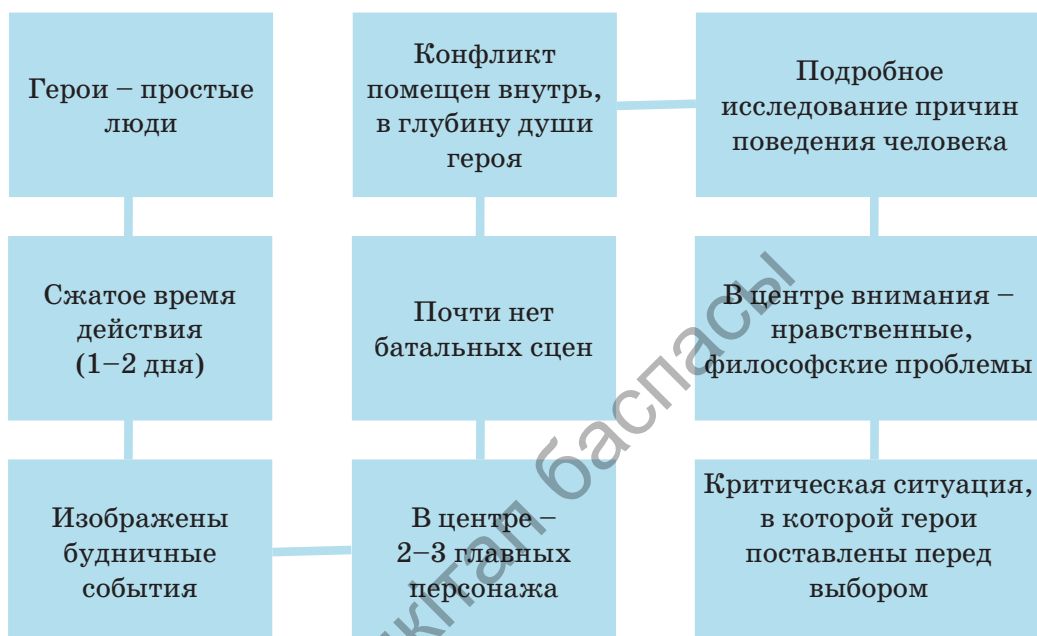 Герои – простые
люди
Сжатое время
действия
(1–2 дня)
Изображены
будничные
события
В центре –
2–3 главных
персонажа
Почти нет
батальных сцен
Конфликт
помещен внутрь,
в глубину души
героя
Подробное
исследование причин
поведения человека
В центре внимания –
нравственные,
философские проблемы
Критическая ситуация,
в которой герои
поставлены перед
выбором
кітап баспасы